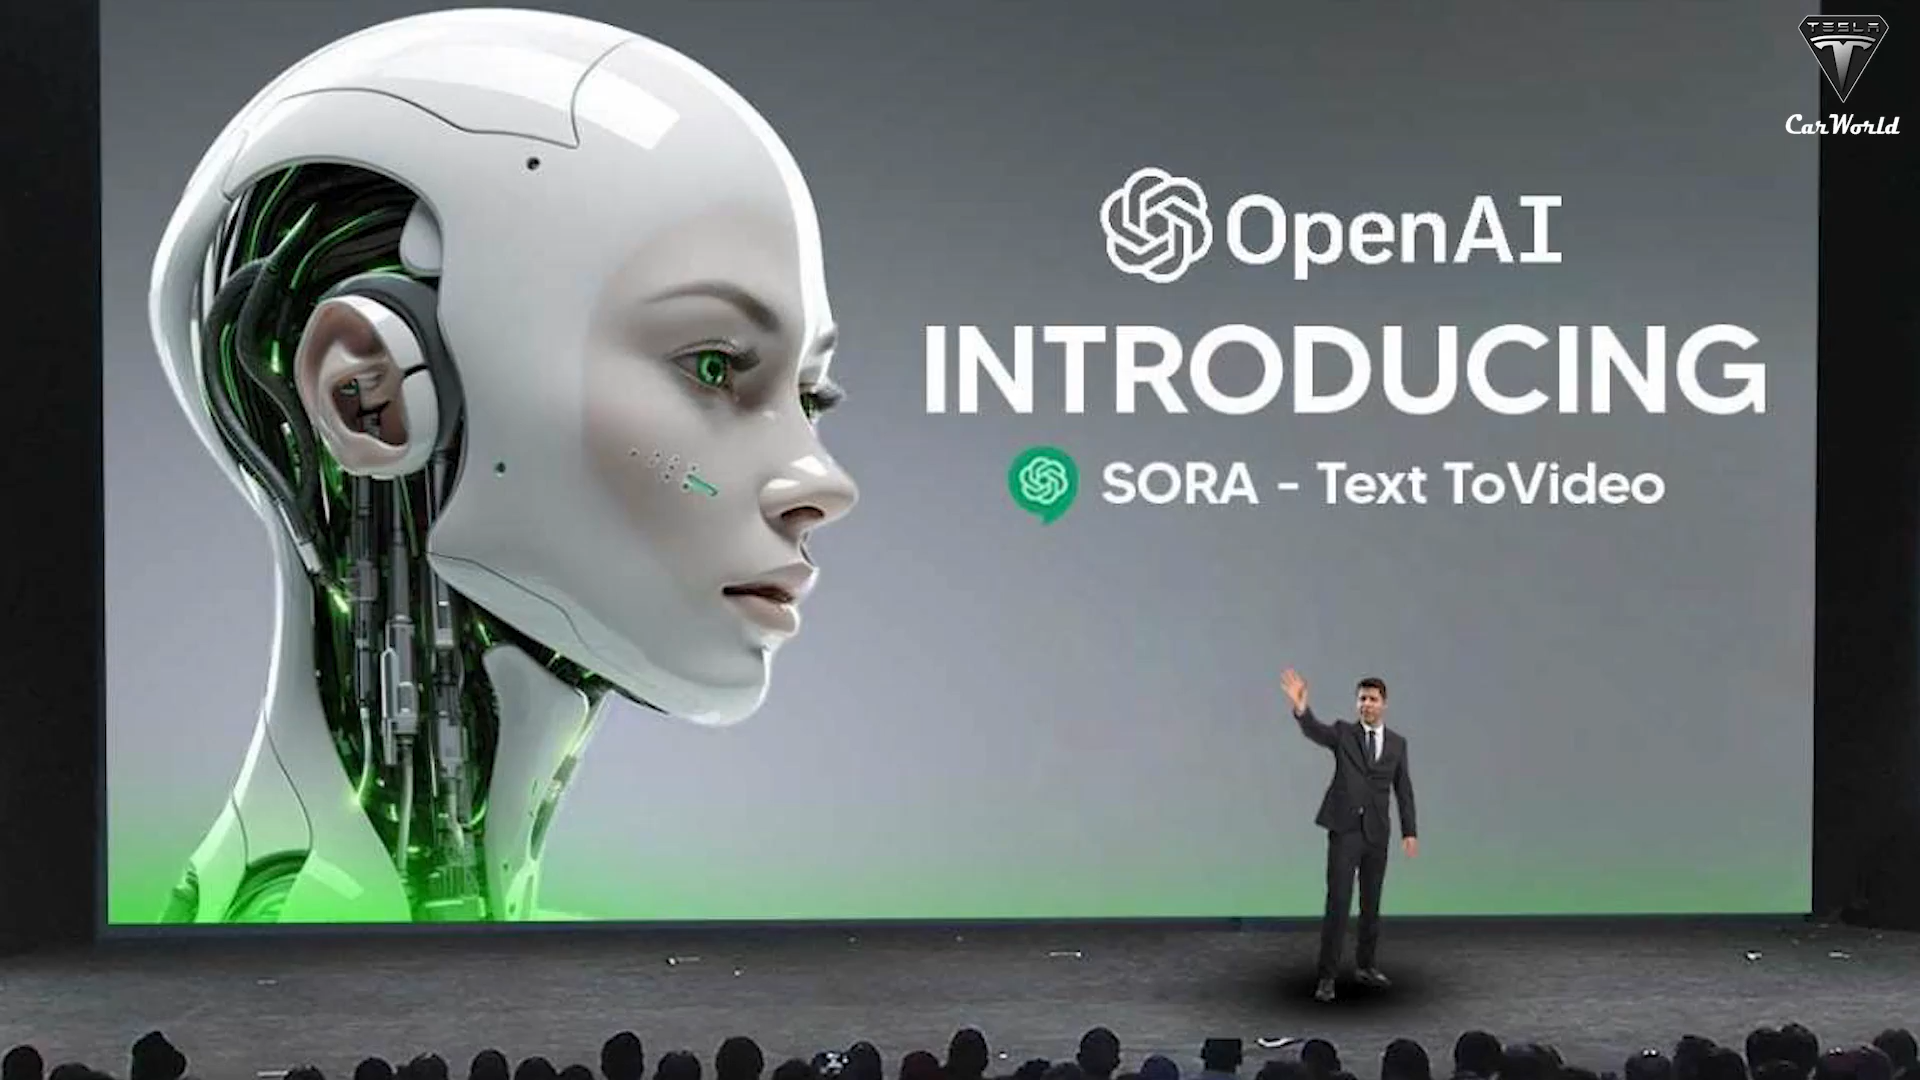 TESLA
CarWorld
OpenAI
INTRODUCING
SORA - Text ToVideo